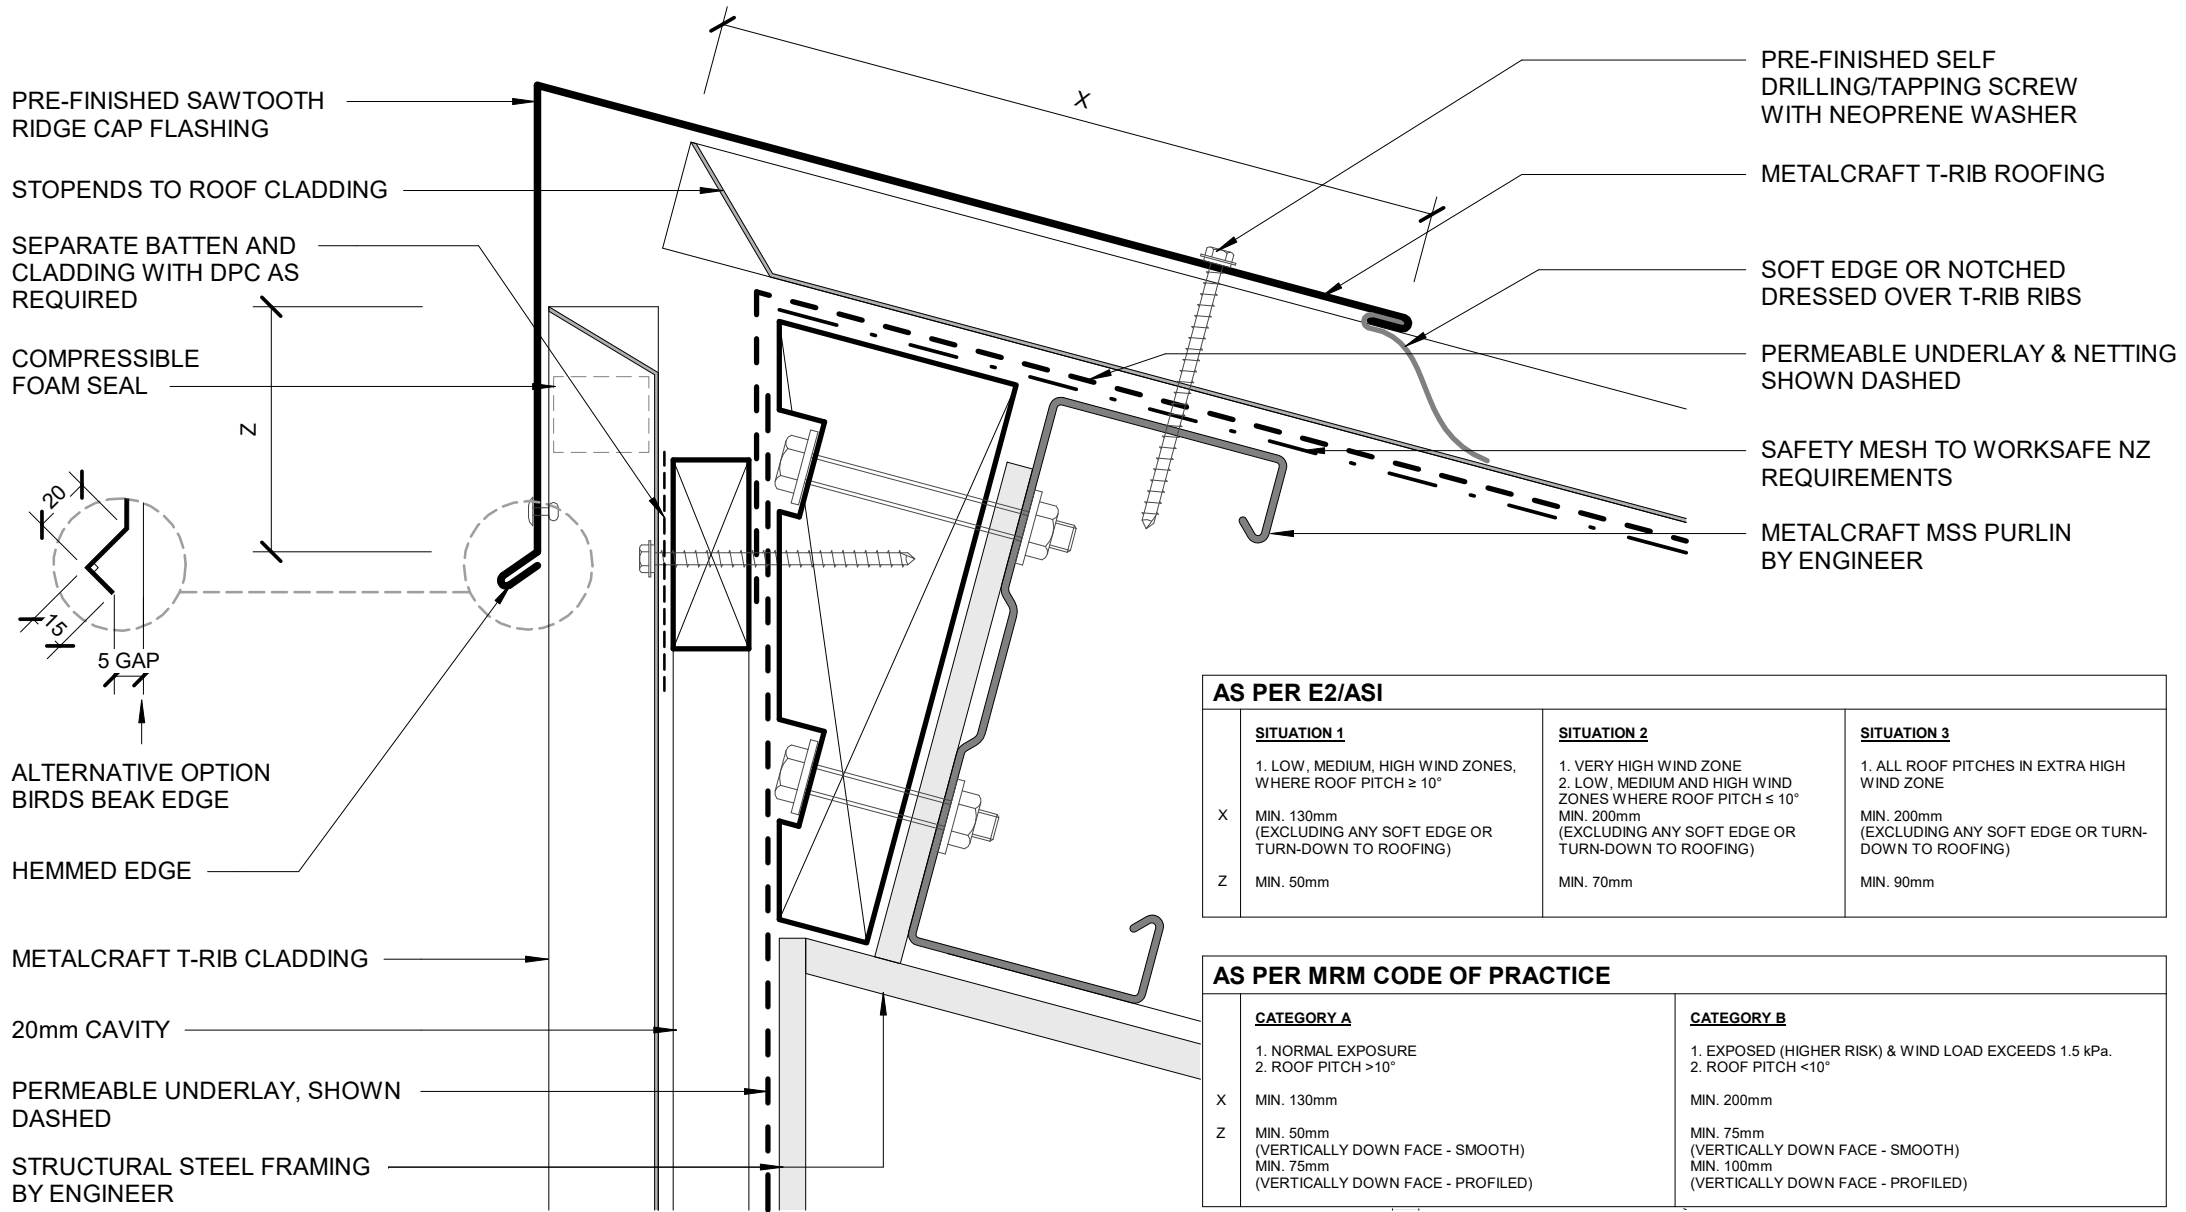 PRE-FINISHED SAWTOOTH
RIDGE CAP FLASHING
STOPENDS TO ROOF CLADDING
SEPARATE BATTEN AND
CLADDING WITH DPC AS
REQUIRED
COMPRESSIBLE
FOAM SEAL
Z
20
15
5 GAP
ALTERNATIVE OPTION
BIRDS BEAK EDGE
HEMMED EDGE
METALCRAFT T-RIB CLADDING
20mm CAVITY
PERMEABLE UNDERLAY, SHOWN
DASHED
STRUCTURAL STEEL FRAMING
BY ENGINEER
X
PRE-FINISHED SELF
DRILLING/TAPPING SCREW
WITH NEOPRENE WASHER
METALCRAFT T-RIB ROOFING
SOFT EDGE OR NOTCHED
DRESSED OVER T-RIB RIBS
PERMEABLE UNDERLAY & NETTING
SHOWN DASHED
SAFETY MESH TO WORKSAFE NZ
REQUIREMENTS
METALCRAFT MSS PURLIN
BY ENGINEER
AS PER E2/ASI
SITUATION 1
1. LOW, MEDIUM, HIGH WIND ZONES,
WHERE ROOF PITCH ≥ 10°
X
MIN. 130mm
(EXCLUDING ANY SOFT EDGE OR
TURN-DOWN TO ROOFING)
Z
MIN. 50mm
SITUATION 2
1. VERY HIGH WIND ZONE
2. LOW, MEDIUM AND HIGH WIND
ZONES WHERE ROOF PITCH ≤ 10°
MIN. 200mm
(EXCLUDING ANY SOFT EDGE OR
TURN-DOWN TO ROOFING)
MIN. 70mm
SITUATION 3
1. ALL ROOF PITCHES IN EXTRA HIGH
WIND ZONE
MIN. 200mm
(EXCLUDING ANY SOFT EDGE OR TURN-
DOWN TO ROOFING)
MIN. 90mm
AS PER MRM CODE OF PRACTICE
CATEGORY A
1. NORMAL EXPOSURE
2. ROOF PITCH >10°
X
MIN. 130mm
Z
MIN. 50mm
(VERTICALLY DOWN FACE - SMOOTH)
MIN. 75mm
(VERTICALLY DOWN FACE - PROFILED)
CATEGORY B
1. EXPOSED (HIGHER RISK) & WIND LOAD EXCEEDS 1.5 kPa.
2. ROOF PITCH <10°
MIN. 200mm
MIN. 75mm
(VERTICALLY DOWN FACE - SMOOTH)
MIN. 100mm
(VERTICALLY DOWN FACE - PROFILED)